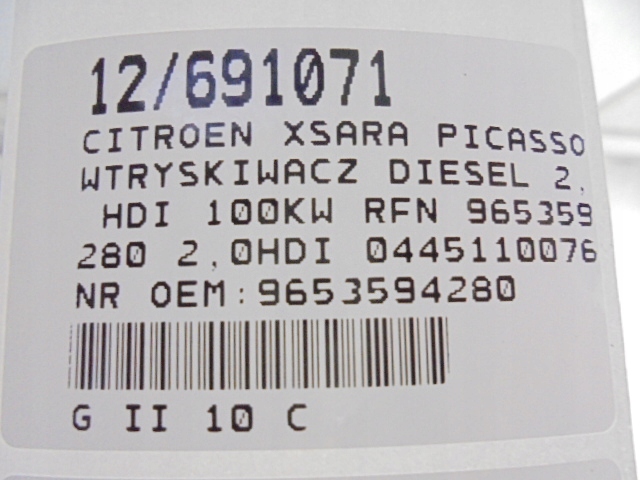 12/691071
CITROEN XSARA PICASSO
WTRYSKIWACZ DIESEL 2,
HDI 100KW RFN 965359
280 2,0HDI 0445110076
NR OEM:9653594280
G II 10 C